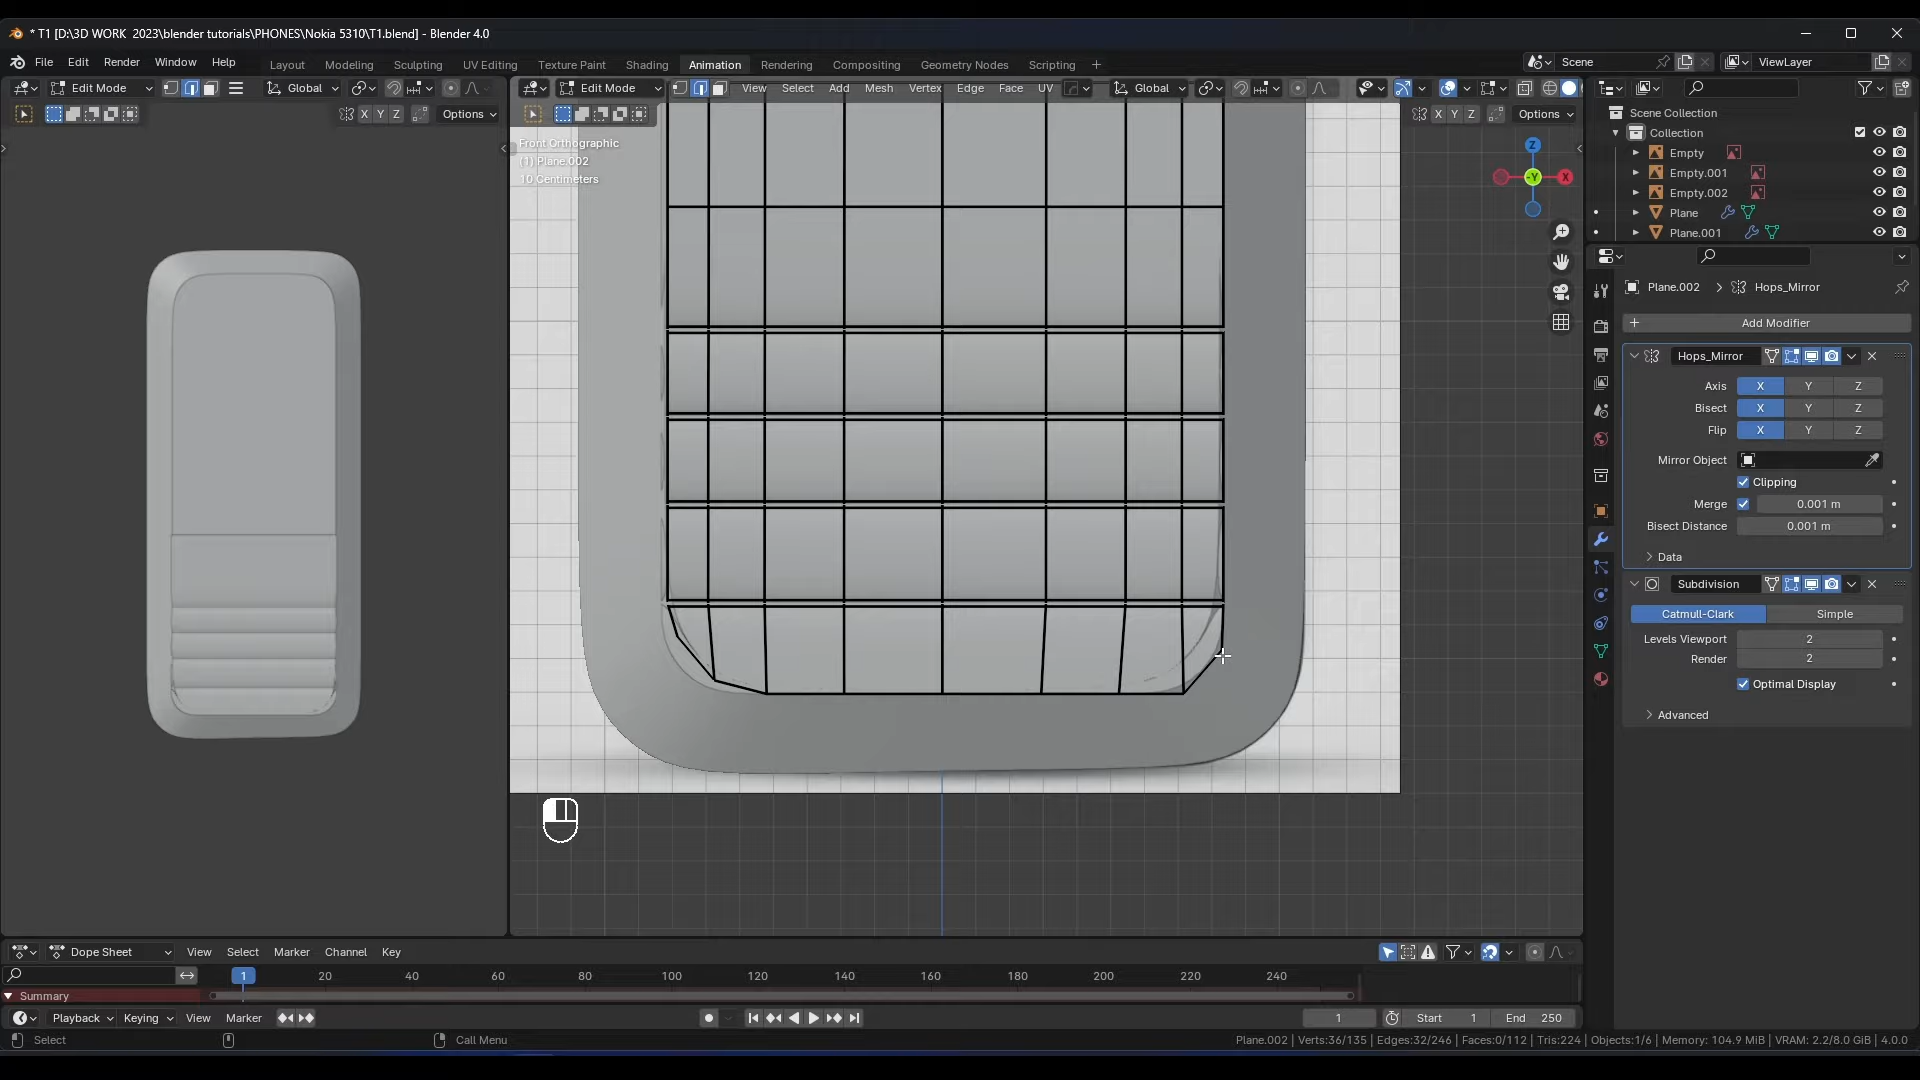 * T1 [D:\3D WORK  2023\blender tutorials\PHONES\Nokia 5310\T1.blend] - Blender 4.0
File Edit Render Window Help Layout Modeling Sculpting UV Editing Texture Paint Shading Animation Rendering Compositing Geometry Nodes Scripting + Scene ViewLayer
Edit Mode Global Edit Mode View Select Add Mesh Vertex Edge Face UV Global
X Y Z Options X Y Z Options
Front Orthographic
(1) Plane.002
10 Centimeters
Z
-Y X
Scene Collection
Collection
Empty
Empty.001
Empty.002
Plane
Plane.001
Plane.002 > Hops_Mirror
+ Add Modifier
Hops_Mirror
Axis X Y Z
Bisect X Y Z
Flip X Y Z
Mirror Object
Clipping
Merge 0.001 m
Bisect Distance 0.001 m
Data
Subdivision
Catmull-Clark Simple
Levels Viewport 2
Render 2
Optimal Display
Advanced
Dope Sheet View Select Marker Channel Key
1 20 40 60 80 100 120 140 160 180 200 220 240
Summary
Playback Keying View Marker 1 Start 1 End 250
Select Call Menu Plane.002 | Verts:36/135 | Edges:32/246 | Faces:0/112 | Tris:224 | Objects:1/6 | Memory: 104.9 MiB | VRAM: 2.2/8.0 GiB | 4.0.0